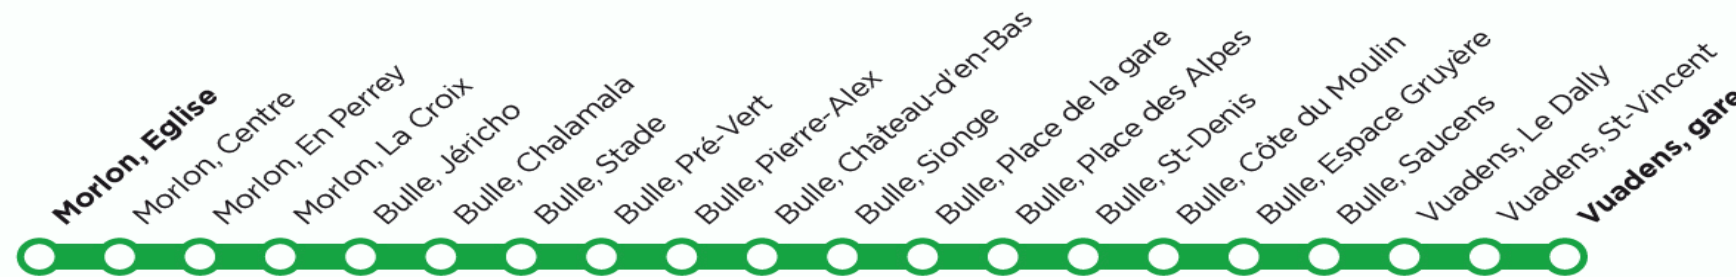 Morlon, Eglise
Morlon, Centre
Morlon, En Perrey
Morlon, La Croix
Bulle, Jéricho
Bulle, Chalamala
Bulle, Stade
Bulle, Pré-Vert
Bulle, Pierre-Alex
Bulle, Château-d'en-Bas
Bulle, Sionge
Bulle, Place de la gare
Bulle, Place des Alpes
Bulle, St-Denis
Bulle, Côte du Moulin
Bulle, Espace Gruyère
Bulle, Saucens
Vuadens, Le Dally
Vuadens, St-Vincent
Vuadens, gare